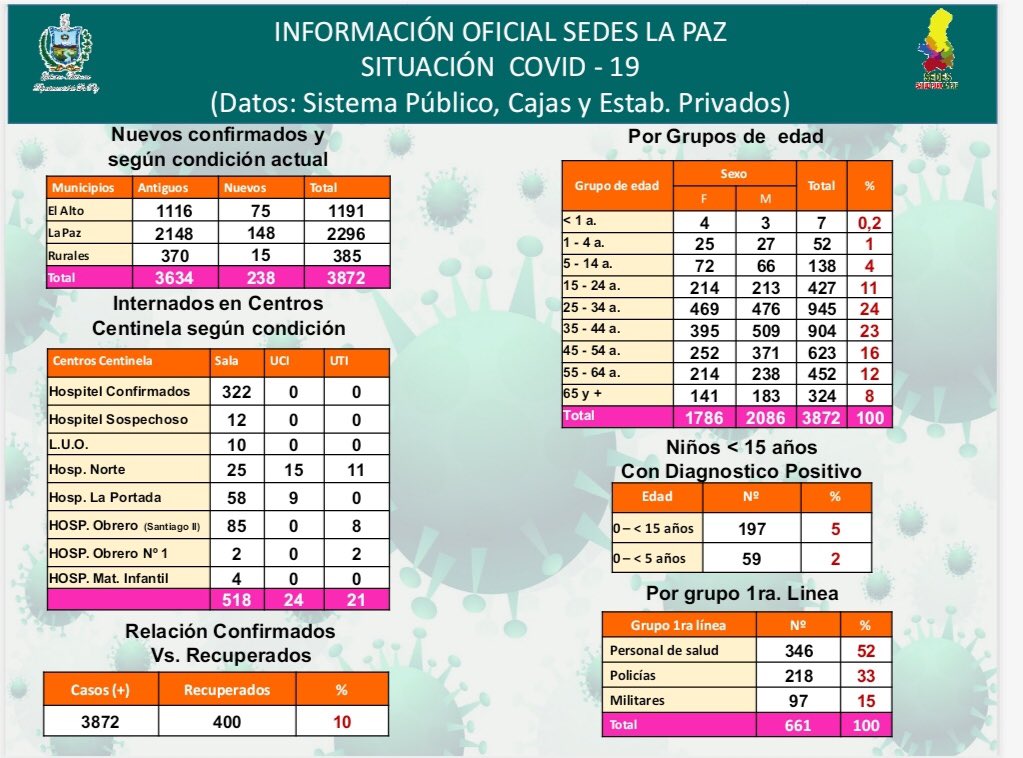 INFORMACIÓN OFICIAL SEDES LA PAZ
SITUACIÓN COVID - 19
(Datos: Sistema Público, Cajas y Estab. Privados)
SEDES
Nuevos confirmados y
según condición actual
Municipios Antiguos Nuevos Total
El Alto 1116 75 1191
La Paz 2148 148 2296
Rurales 370 15 385
Total 3634 238 3872
Internados en Centros
Centinela según condición
Centros Centinela Sala UCI UTI
Hospitel Confirmados 322 0 0
Hospitel Sospechoso 12 0 0
L.U.O. 10 0 0
Hosp. Norte 25 15 11
Hosp. La Portada 58 9 0
HOSP. Obrero (Santiago II) 85 0 8
HOSP. Obrero Nº 1 2 0 2
HOSP. Mat. Infantil 4 0 0
518 24 21
Relación Confirmados
Vs. Recuperados
Casos (+) Recuperados %
3872 400 10
Por Grupos de edad
Grupo de edad Sexo Total %
F M
< 1 a. 4 3 7 0,2
1 - 4 a. 25 27 52 1
5 - 14 a. 72 66 138 4
15 - 24 a. 214 213 427 11
25 - 34 a. 469 476 945 24
35 - 44 a. 395 509 904 23
45 - 54 a. 252 371 623 16
55 - 64 a. 214 238 452 12
65 y + 141 183 324 8
Total 1786 2086 3872 100
Niños < 15 años
Con Diagnostico Positivo
Edad Nº %
0 – < 15 años 197 5
0 – < 5 años 59 2
Por grupo 1ra. Linea
Grupo 1ra línea Nº %
Personal de salud 346 52
Policías 218 33
Militares 97 15
Total 661 100